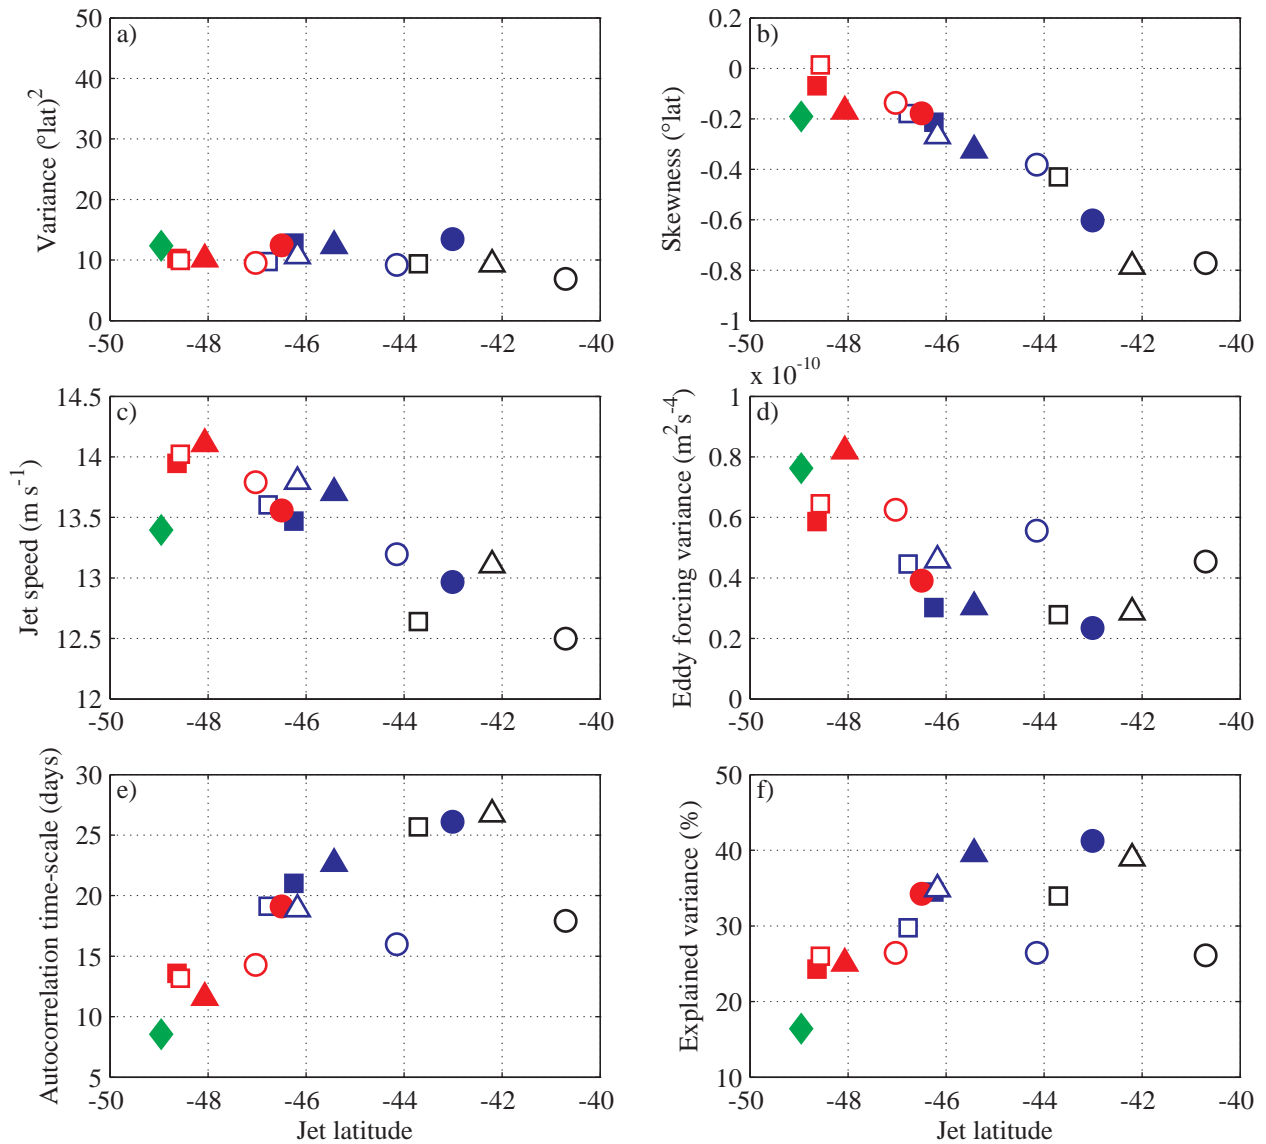 a)
Variance (°lat)2
50
40
30
20
10
0
-50 -48 -46 -44 -42 -40
b)
Skewness (°lat)
0.2
0
-0.2
-0.4
-0.6
-0.8
-1
-50 -48 -46 -44 -42 -40
c)
Jet speed (m s-1)
14.5
14
13.5
13
12.5
12
-50 -48 -46 -44 -42 -40
x 10-10
d)
Eddy forcing variance (m2s-4)
1
0.8
0.6
0.4
0.2
0
-50 -48 -46 -44 -42 -40
e)
Autocorrelation time-scale (days)
30
25
20
15
10
5
-50 -48 -46 -44 -42 -40
Jet latitude
f)
Explained variance (%)
50
40
30
20
10
-50 -48 -46 -44 -42 -40
Jet latitude